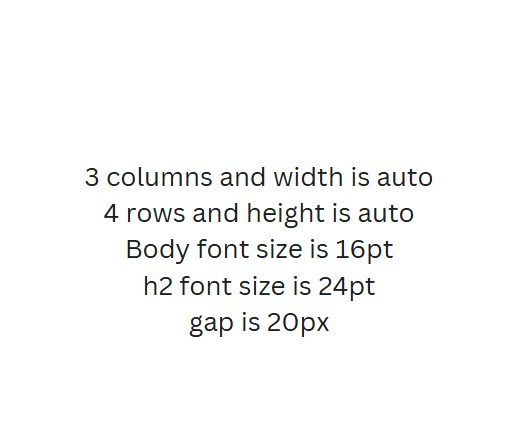 3 columns and width is auto
4 rows and height is auto
Body font size is 16pt
h2 font size is 24pt
gap is 20px